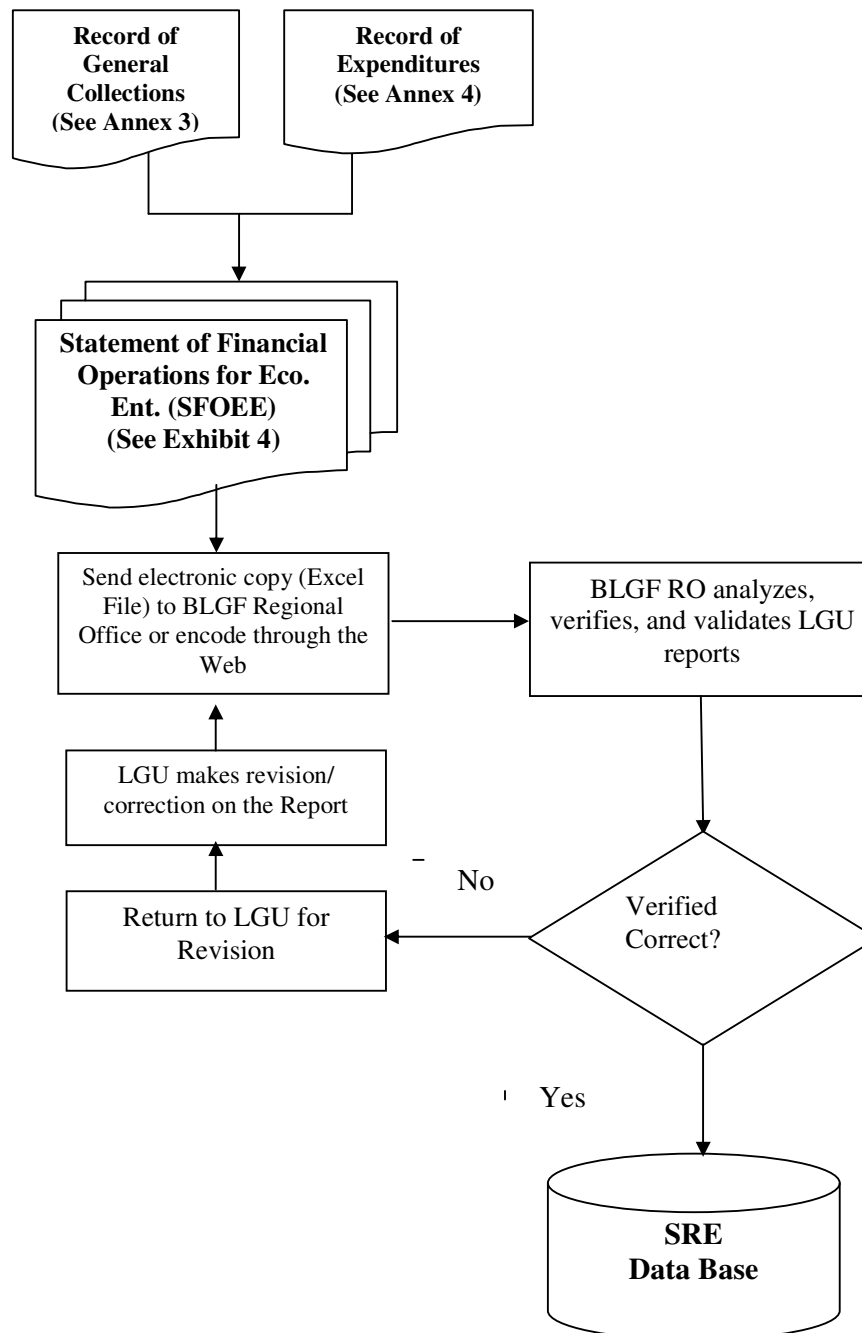 Record of
General
Collections
(See Annex 3)
Record of
Expenditures
(See Annex 4)
Statement of Financial
Operations for Eco.
Ent. (SFOEE)
(See Exhibit 4)
Send electronic copy (Excel
File) to BLGF Regional
Office or encode through the
Web
BLGF RO analyzes,
verifies, and validates LGU
reports
LGU makes revision/
correction on the Report
Return to LGU for
Revision
No
Verified
Correct?
Yes
SRE
Data Base